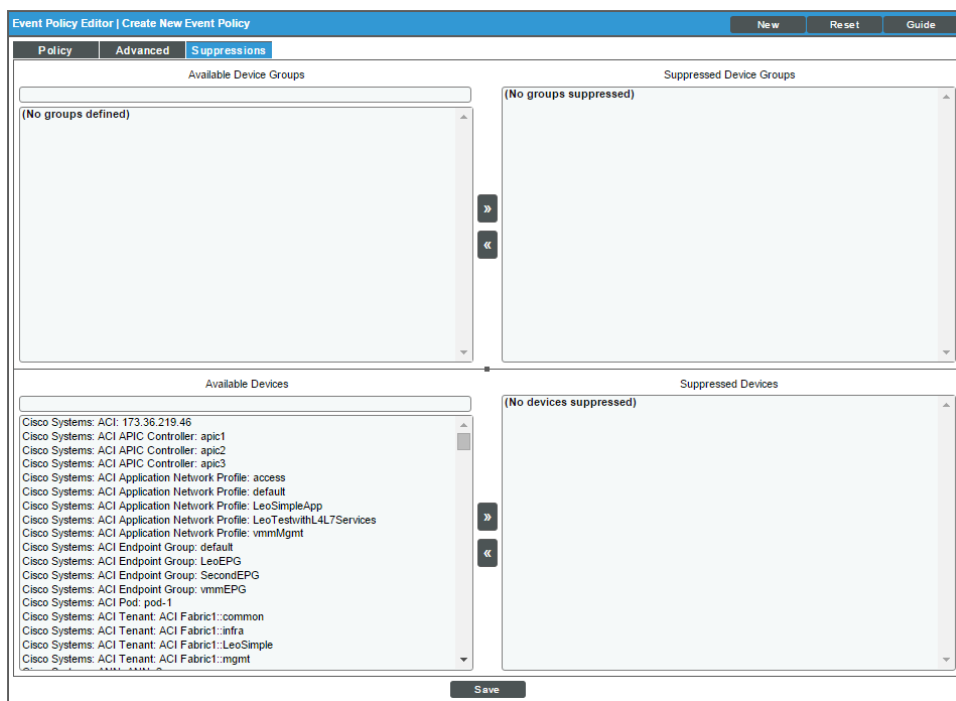 Event Policy Editor | Create New Event Policy
New
Reset
Guide
Policy
Advanced
Suppressions
Available Device Groups
Suppressed Device Groups
(No groups defined)
(No groups suppressed)
»
«
Available Devices
Suppressed Devices
(No devices suppressed)
Cisco Systems: ACI: 173.36.219.46
Cisco Systems: ACI APIC Controller: apic1
Cisco Systems: ACI APIC Controller: apic2
Cisco Systems: ACI APIC Controller: apic3
Cisco Systems: ACI Application Network Profile: access
Cisco Systems: ACI Application Network Profile: default
Cisco Systems: ACI Application Network Profile: LeoSimpleApp
Cisco Systems: ACI Application Network Profile: LeoTestwithL4L7Services
Cisco Systems: ACI Application Network Profile: vmmMgmt
Cisco Systems: ACI Endpoint Group: default
Cisco Systems: ACI Endpoint Group: LeoEPG
Cisco Systems: ACI Endpoint Group: SecondEPG
Cisco Systems: ACI Endpoint Group: vmmEPG
Cisco Systems: ACI Pod: pod-1
Cisco Systems: ACI Tenant: ACI Fabric1::common
Cisco Systems: ACI Tenant: ACI Fabric1::infra
Cisco Systems: ACI Tenant: ACI Fabric1::LeoSimple
Cisco Systems: ACI Tenant: ACI Fabric1::mgmt
»
«
Save